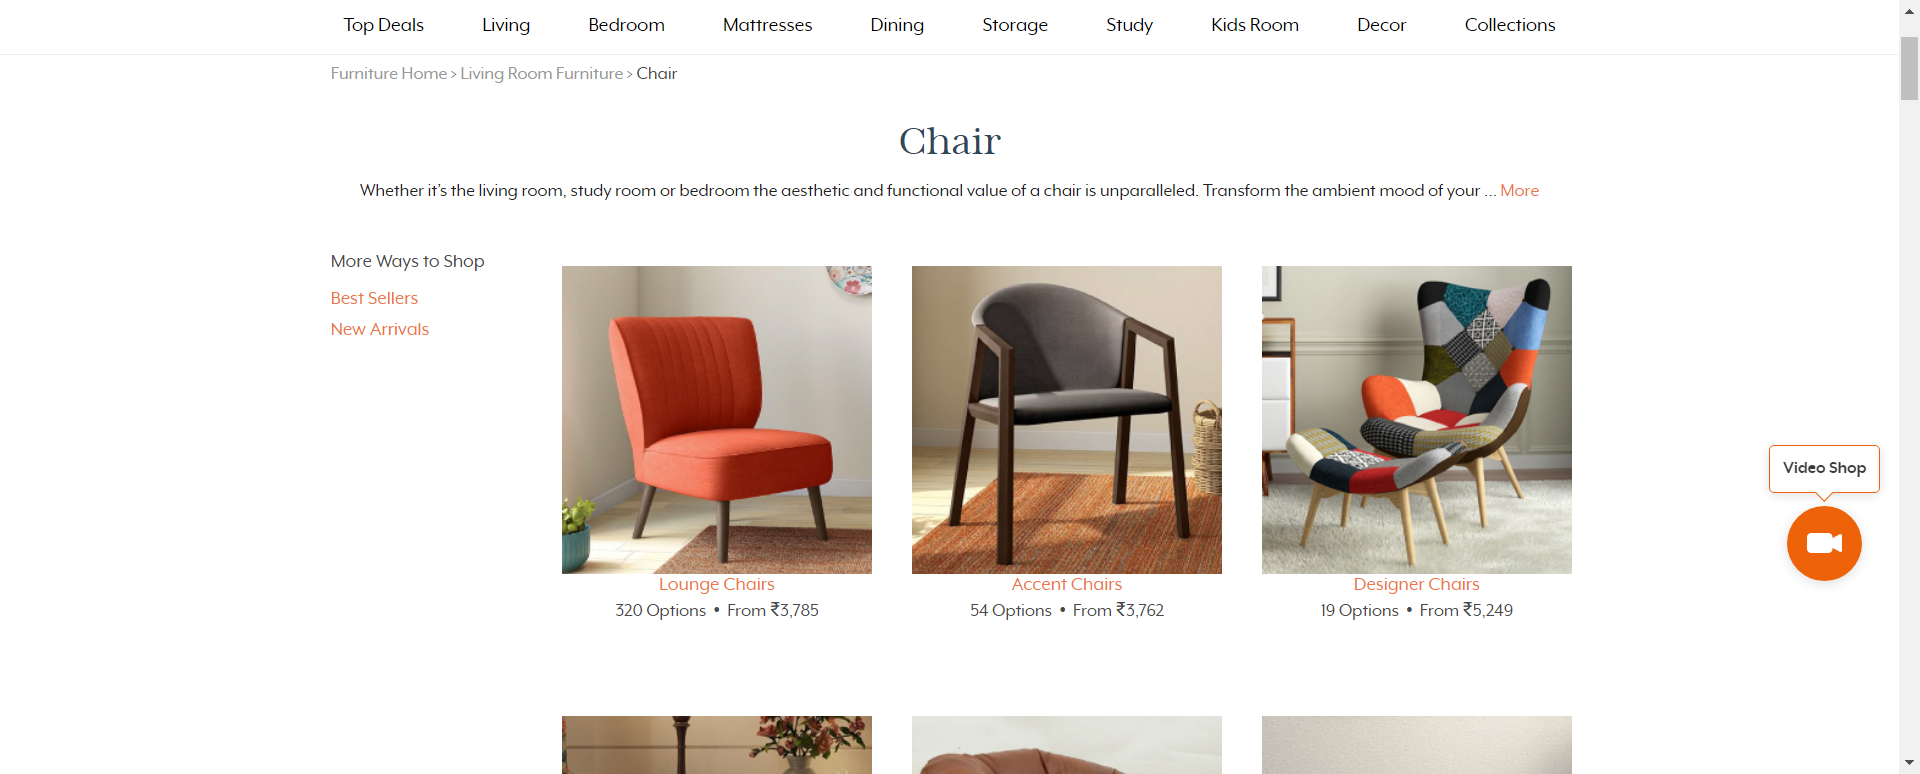 Top Deals Living Bedroom Mattresses Dining Storage Study Kids Room Decor Collections
Furniture Home > Living Room Furniture > Chair
Chair
Whether it's the living room, study room or bedroom the aesthetic and functional value of a chair is unparalleled. Transform the ambient mood of your ... More
More Ways to Shop
Best Sellers
New Arrivals
Lounge Chairs
320 Options • From ₹3,785
Accent Chairs
54 Options • From ₹3,762
Designer Chairs
19 Options • From ₹5,249
Video Shop